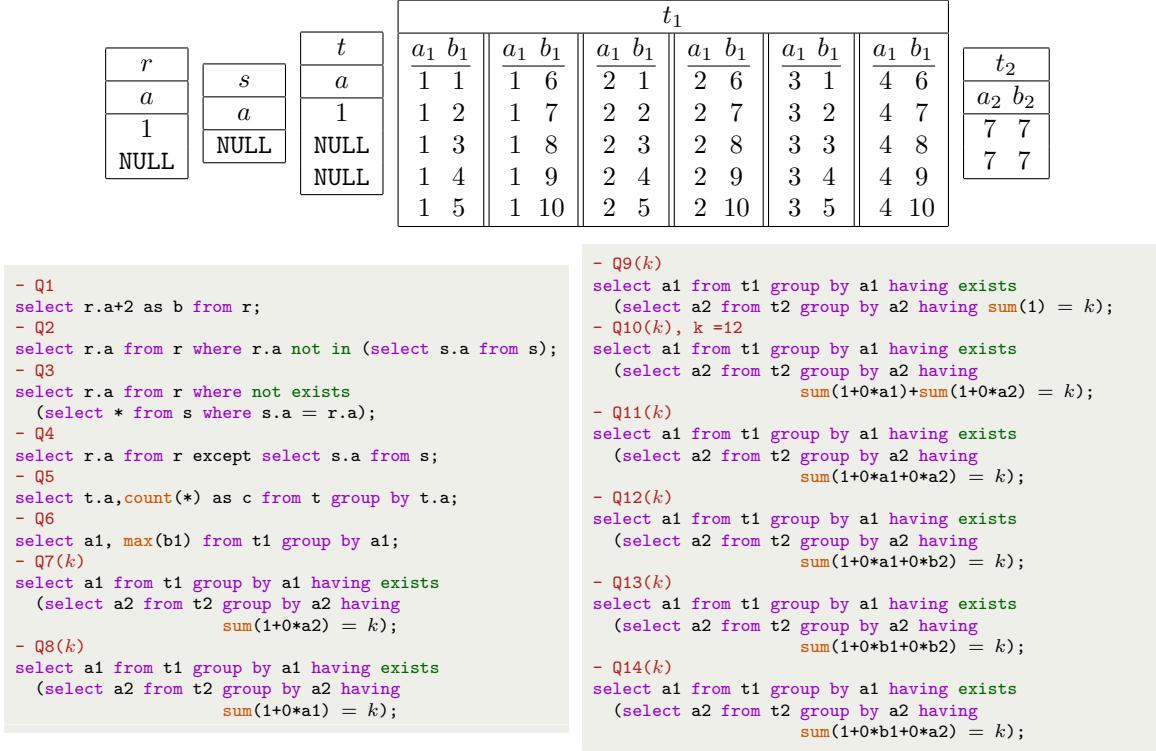 r
a
1
NULL
s
a
NULL
t
a
1
NULL
NULL
t1
a1 b1 a1 b1 a1 b1 a1 b1 a1 b1 a1 b1
1 1 1 6 2 1 2 6 3 1 4 6
1 2 1 7 2 2 2 7 3 2 4 7
1 3 1 8 2 3 2 8 3 3 4 8
1 4 1 9 2 4 2 9 3 4 4 9
1 5 1 10 2 5 2 10 3 5 4 10
t2
a2 b2
7 7
7 7
- Q1
select r.a+2 as b from r;
- Q2
select r.a from r where r.a not in (select s.a from s);
- Q3
select r.a from r where not exists
(select * from s where s.a = r.a);
- Q4
select r.a from r except select s.a from s;
- Q5
select t.a,count(*) as c from t group by t.a;
- Q6
select a1, max(b1) from t1 group by a1;
- Q7(k)
select a1 from t1 group by a1 having exists
(select a2 from t2 group by a2 having
sum(1+0*a2) = k);
- Q8(k)
select a1 from t1 group by a1 having exists
(select a2 from t2 group by a2 having
sum(1+0*a1) = k);
- Q9(k)
select a1 from t1 group by a1 having exists
(select a2 from t2 group by a2 having sum(1) = k);
- Q10(k), k =12
select a1 from t1 group by a1 having exists
(select a2 from t2 group by a2 having
sum(1+0*a1)+sum(1+0*a2) = k);
- Q11(k)
select a1 from t1 group by a1 having exists
(select a2 from t2 group by a2 having
sum(1+0*a1+0*a2) = k);
- Q12(k)
select a1 from t1 group by a1 having exists
(select a2 from t2 group by a2 having
sum(1+0*a1+0*b2) = k);
- Q13(k)
select a1 from t1 group by a1 having exists
(select a2 from t2 group by a2 having
sum(1+0*b1+0*b2) = k);
- Q14(k)
select a1 from t1 group by a1 having exists
(select a2 from t2 group by a2 having
sum(1+0*b1+0*a2) = k);